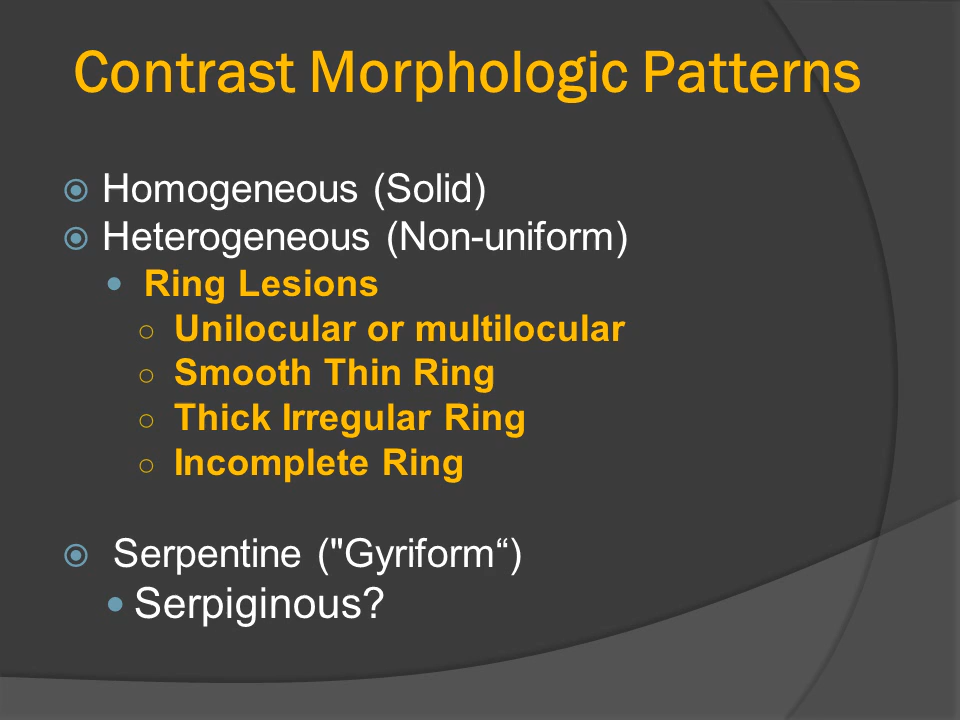 Contrast Morphologic Patterns
Homogeneous (Solid)
Heterogeneous (Non-uniform)
Ring Lesions
Unilocular or multilocular
Smooth Thin Ring
Thick Irregular Ring
Incomplete Ring
Serpentine ("Gyriform“)
Serpiginous?